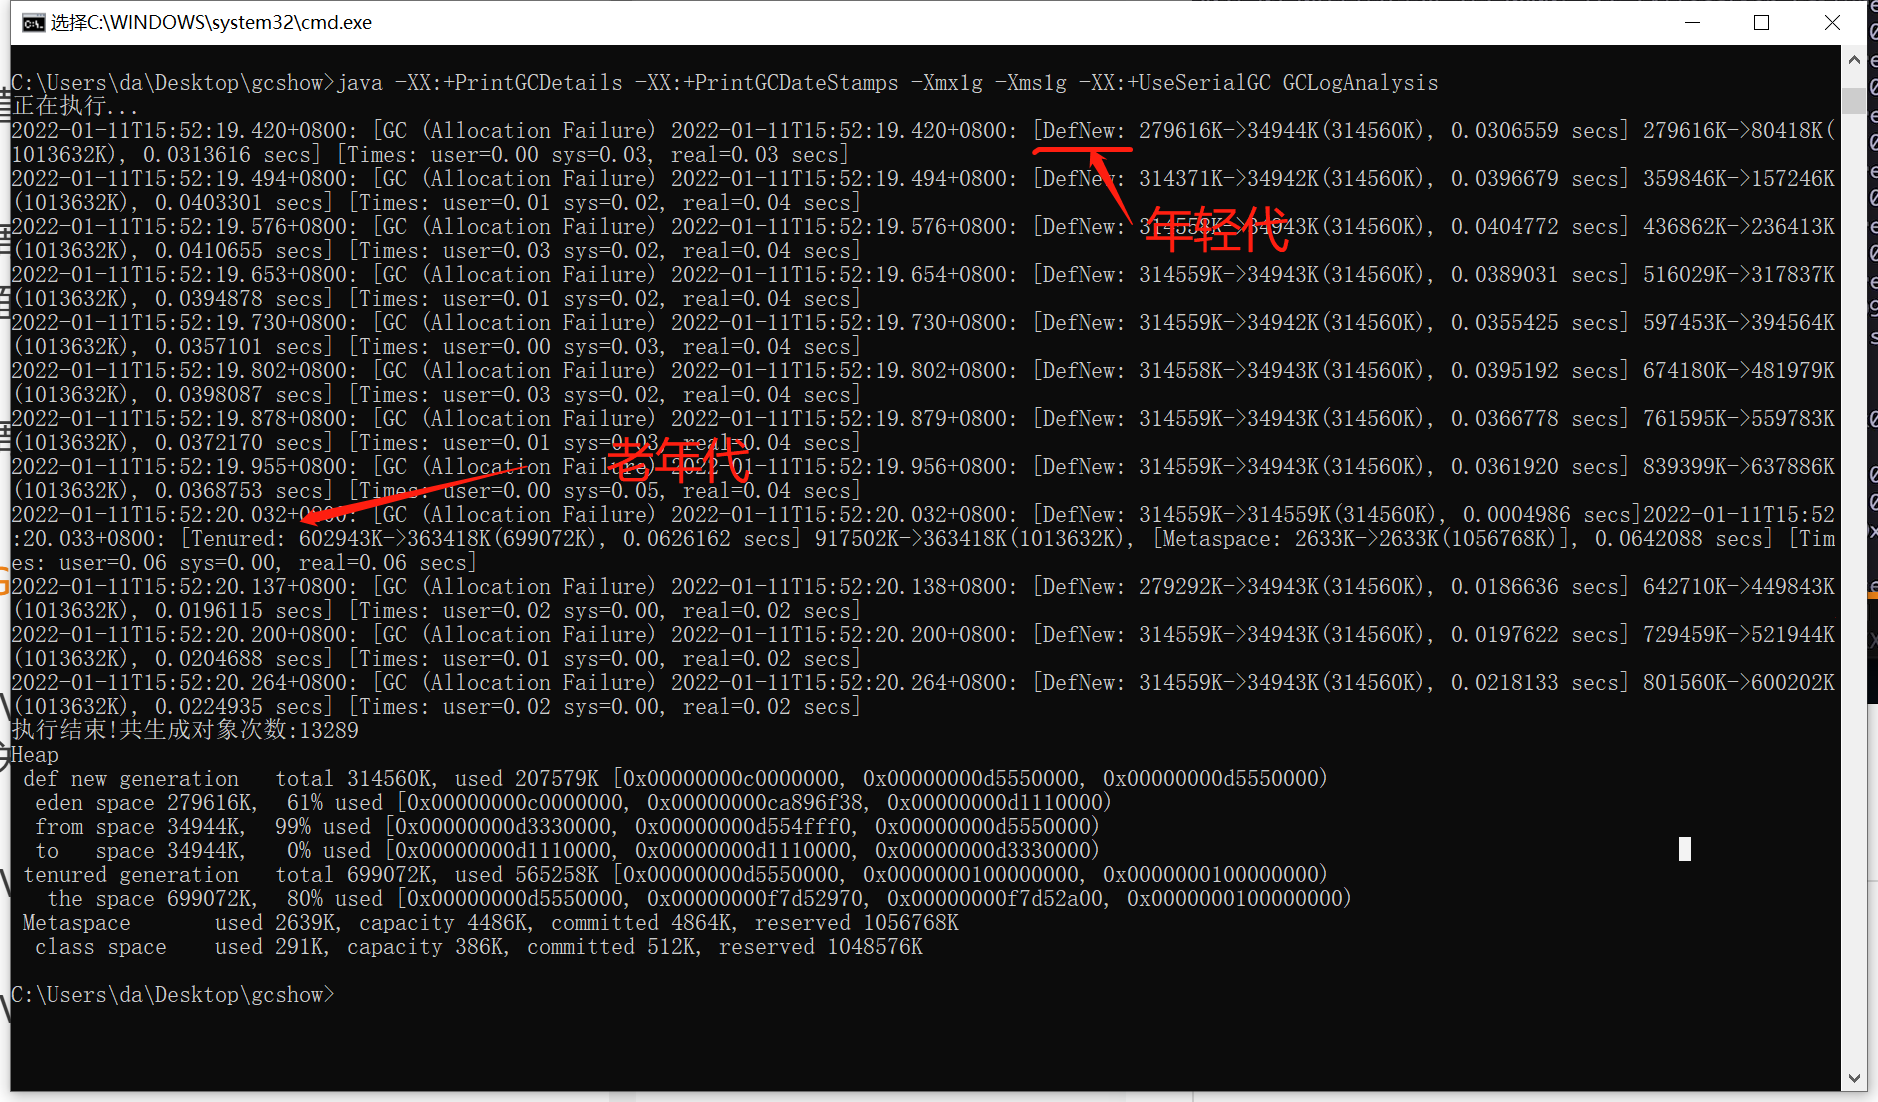 选择C:\WINDOWS\system32\cmd.exe
C:\Users\da\Desktop\gcshow>java -XX:+PrintGCDetails -XX:+PrintGCDateStamps -Xmx1g -Xms1g -XX:+UseSerialGC GCLogAnalysis
正在执行...
2022-01-11T15:52:19.420+0800: [GC (Allocation Failure) 2022-01-11T15:52:19.420+0800: [DefNew: 279616K->34944K(314560K), 0.0306559 secs] 279616K->80418K(
1013632K), 0.0313616 secs] [Times: user=0.00 sys=0.03, real=0.03 secs]
2022-01-11T15:52:19.494+0800: [GC (Allocation Failure) 2022-01-11T15:52:19.494+0800: [DefNew: 314371K->34942K(314560K), 0.0396679 secs] 359846K->157246K
(1013632K), 0.0403301 secs] [Times: user=0.01 sys=0.02, real=0.04 secs]
2022-01-11T15:52:19.576+0800: [GC (Allocation Failure) 2022-01-11T15:52:19.576+0800: [DefNew: 314558K->34943K(314560K), 0.0404772 secs] 436862K->236413K
年轻代
(1013632K), 0.0410655 secs] [Times: user=0.03 sys=0.02, real=0.04 secs]
2022-01-11T15:52:19.653+0800: [GC (Allocation Failure) 2022-01-11T15:52:19.654+0800: [DefNew: 314559K->34943K(314560K), 0.0389031 secs] 516029K->317837K
(1013632K), 0.0394878 secs] [Times: user=0.01 sys=0.02, real=0.04 secs]
2022-01-11T15:52:19.730+0800: [GC (Allocation Failure) 2022-01-11T15:52:19.730+0800: [DefNew: 314559K->34942K(314560K), 0.0355425 secs] 597453K->394564K
(1013632K), 0.0357101 secs] [Times: user=0.00 sys=0.03, real=0.04 secs]
2022-01-11T15:52:19.802+0800: [GC (Allocation Failure) 2022-01-11T15:52:19.802+0800: [DefNew: 314558K->34943K(314560K), 0.0395192 secs] 674180K->481979K
(1013632K), 0.0398087 secs] [Times: user=0.03 sys=0.02, real=0.04 secs]
2022-01-11T15:52:19.878+0800: [GC (Allocation Failure) 2022-01-11T15:52:19.879+0800: [DefNew: 314559K->34943K(314560K), 0.0366778 secs] 761595K->559783K
(1013632K), 0.0372170 secs] [Times: user=0.01 sys=0.03, real=0.04 secs]
老年代
2022-01-11T15:52:19.955+0800: [GC (Allocation Failure) 2022-01-11T15:52:19.956+0800: [DefNew: 314559K->34943K(314560K), 0.0361920 secs] 839399K->637886K
(1013632K), 0.0368753 secs] [Times: user=0.00 sys=0.05, real=0.04 secs]
2022-01-11T15:52:20.032+0800: [GC (Allocation Failure) 2022-01-11T15:52:20.032+0800: [DefNew: 314559K->314559K(314560K), 0.0004986 secs]2022-01-11T15:52
:20.033+0800: [Tenured: 602943K->363418K(699072K), 0.0626162 secs] 917502K->363418K(1013632K), [Metaspace: 2633K->2633K(1056768K)], 0.0642088 secs] [Tim
es: user=0.06 sys=0.00, real=0.06 secs]
2022-01-11T15:52:20.137+0800: [GC (Allocation Failure) 2022-01-11T15:52:20.138+0800: [DefNew: 279292K->34943K(314560K), 0.0186636 secs] 642710K->449843K
(1013632K), 0.0196115 secs] [Times: user=0.02 sys=0.00, real=0.02 secs]
2022-01-11T15:52:20.200+0800: [GC (Allocation Failure) 2022-01-11T15:52:20.200+0800: [DefNew: 314559K->34943K(314560K), 0.0197622 secs] 729459K->521944K
(1013632K), 0.0204688 secs] [Times: user=0.01 sys=0.00, real=0.02 secs]
2022-01-11T15:52:20.264+0800: [GC (Allocation Failure) 2022-01-11T15:52:20.264+0800: [DefNew: 314559K->34943K(314560K), 0.0218133 secs] 801560K->600202K
(1013632K), 0.0224935 secs] [Times: user=0.02 sys=0.00, real=0.02 secs]
执行结束!共生成对象次数:13289
Heap
def new generation   total 314560K, used 207579K [0x00000000c0000000, 0x00000000d5550000, 0x00000000d5550000)
eden space 279616K,  61% used [0x00000000c0000000, 0x00000000ca896f38, 0x00000000d1110000)
from space 34944K,  99% used [0x00000000d3330000, 0x00000000d554fff0, 0x00000000d5550000)
to   space 34944K,   0% used [0x00000000d1110000, 0x00000000d1110000, 0x00000000d3330000)
tenured generation   total 699072K, used 565258K [0x00000000d5550000, 0x0000000100000000, 0x0000000100000000)
the space 699072K,  80% used [0x00000000d5550000, 0x00000000f7d52970, 0x00000000f7d52a00, 0x0000000100000000)
Metaspace       used 2639K, capacity 4486K, committed 4864K, reserved 1056768K
class space    used 291K, capacity 386K, committed 512K, reserved 1048576K
C:\Users\da\Desktop\gcshow>